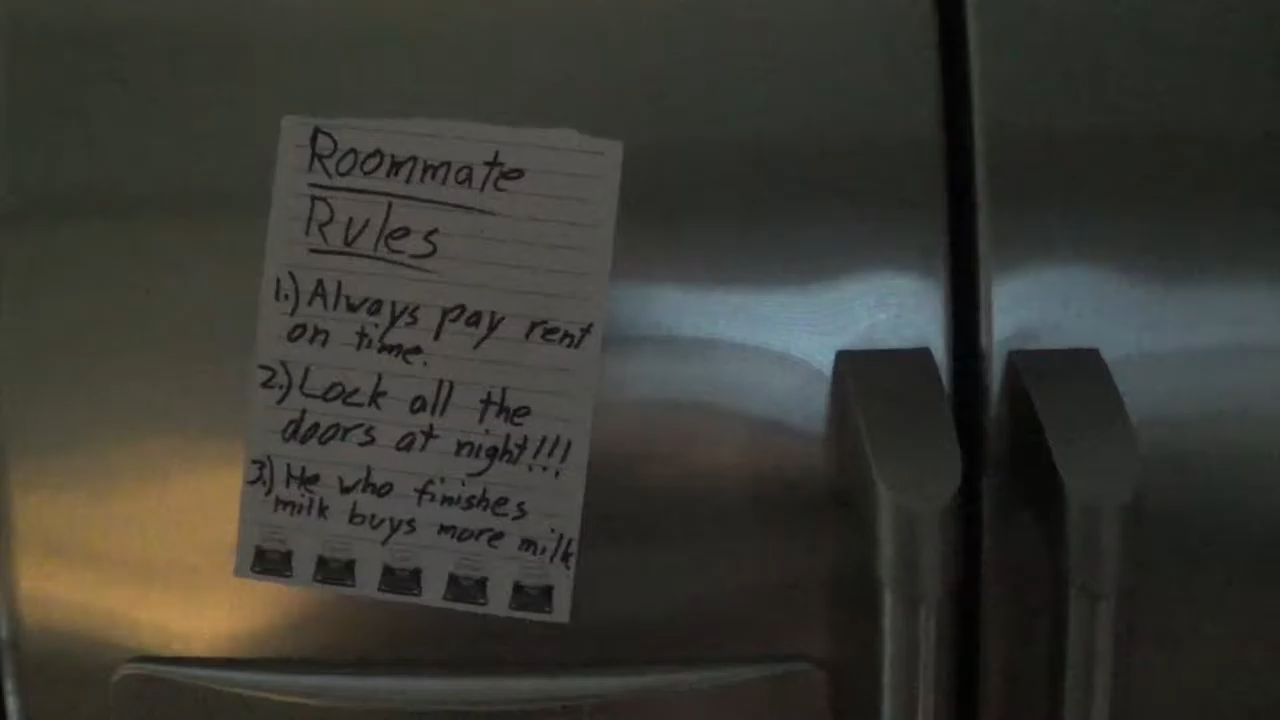 Roommate
Rules
1.) Always pay rent
on time.
2.) Lock all the
doors at night!!!
3.) He who finishes
milk buys more milk